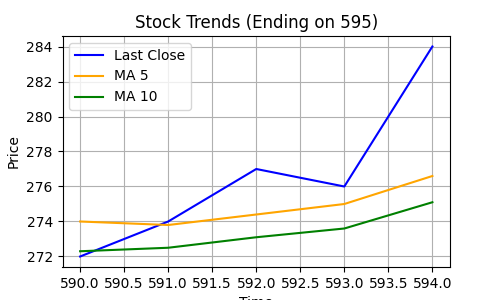 Stock Trends (Ending on 595)
Last Close
MA 5
MA 10
Price
284
282
280
278
276
274
272
590.0 590.5 591.0 591.5 592.0 592.5 593.0 593.5 594.0
Time